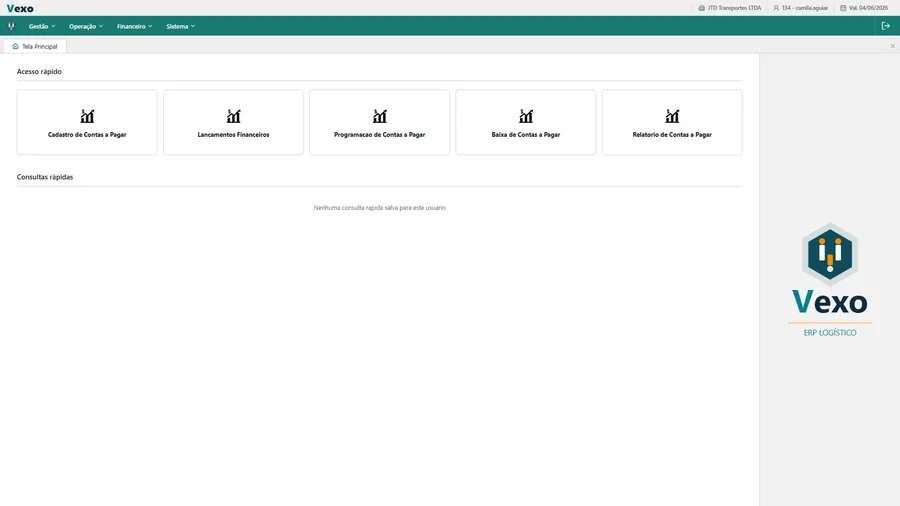 Vexo
JTD Transportes LTDA
134 - camila.aguiar
Val. 04/06/2026
Gestão
Operação
Financeiro
Sistema
Tela Principal
Acesso rápido
Cadastro de Contas a Pagar
Lancamentos Financeiros
Programacao de Contas a Pagar
Baixa de Contas a Pagar
Relatorio de Contas a Pagar
Consultas rápidas
Nenhuma consulta rapida salva para este usuario
Vexo
ERP LOGÍSTICO